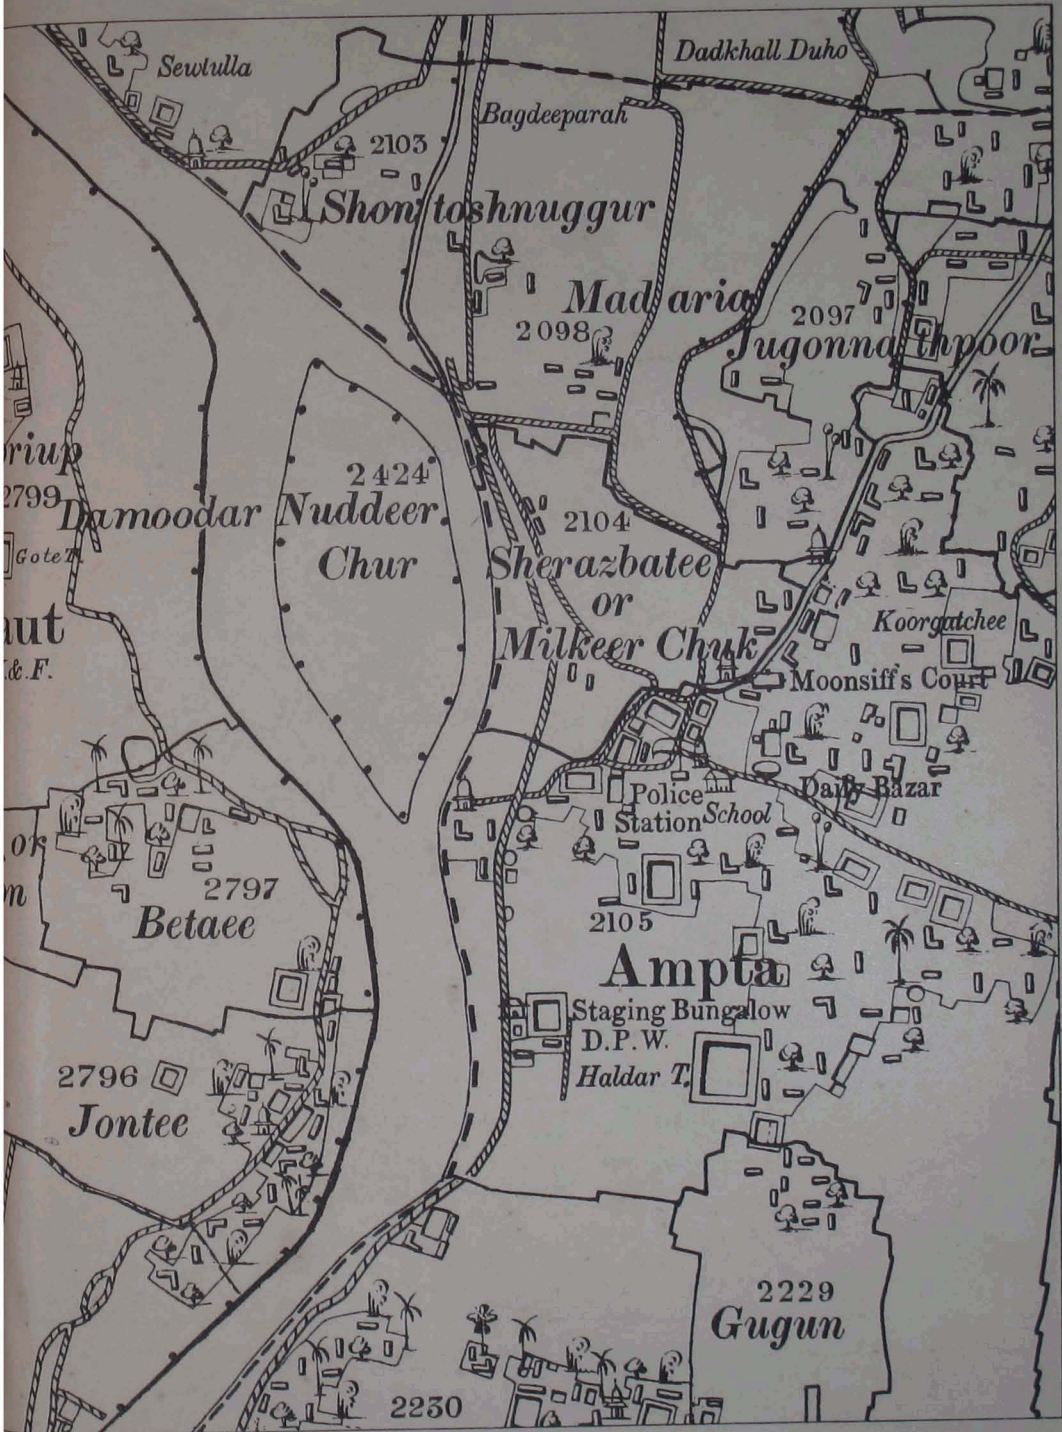 Dadkhall Duho
Sewtulla
Bagdeeparah
2103
Shontoshnuggur
Madaria
2098
2097
Jugonnathpoor
riup
2799
2424
Damoodar Nuddeer
Chur
2104
Gote T.
Sherazbatee
or
Milkeer Chuk
Koorgatchee
aut
& F.
Moonsiff's Court
Police
Station
School
Daily Bazar
or
n
2797
Betaee
2105
Ampta
Staging Bungalow
D.P.W.
Haldar T.
2796
Jontee
2229
Gugun
2230